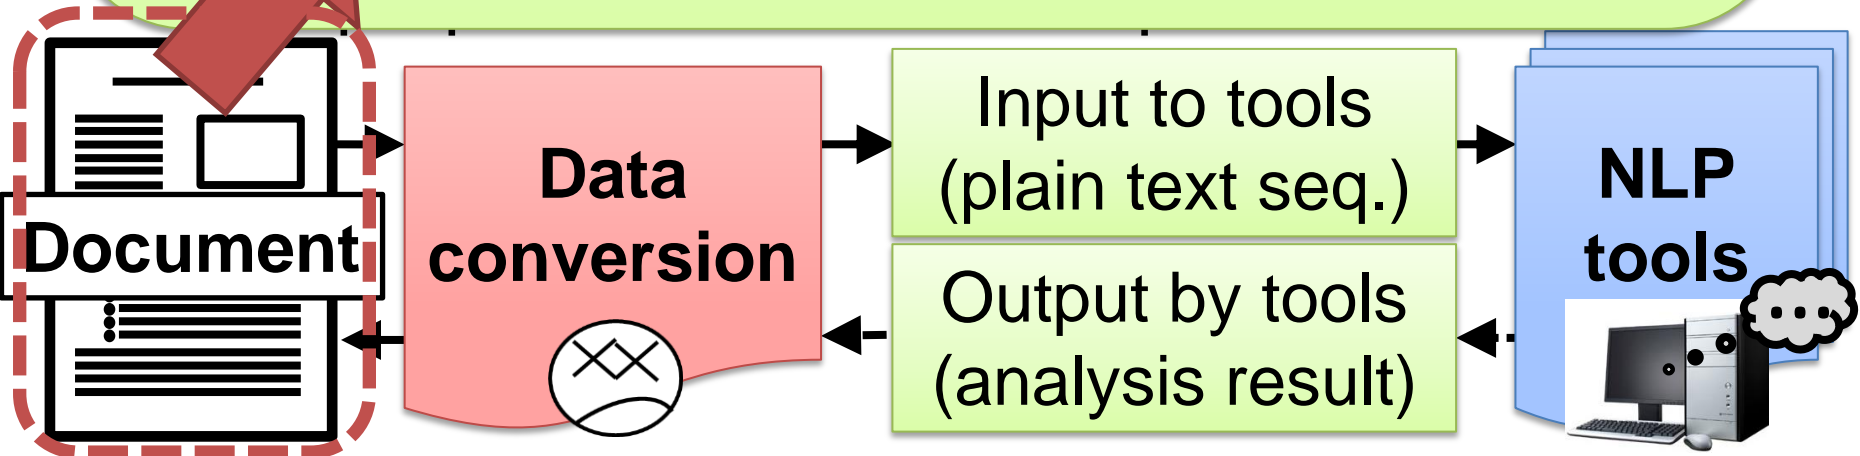 Document
Data
conversion
Input to tools
(plain text seq.)
Output by tools
(analysis result)
NLP
tools
...